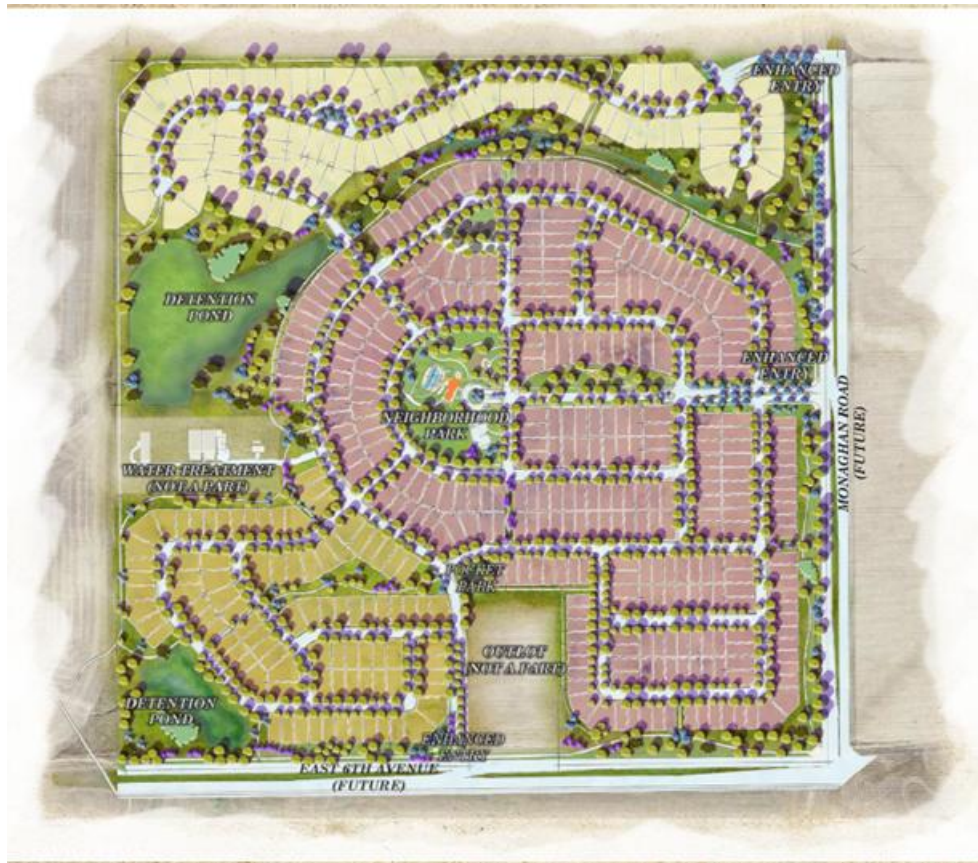 ENHANCED
ENTRY
DETENTION
POND
ENHANCED
ENTRY
NEIGHBORHOOD
PARK
MONAGHAN ROAD
(FUTURE)
WATER TREATMENT
(NOT A PART)
POCKET
PARK
OUTLOT
(NOT A PART)
DETENTION
POND
ENHANCED
ENTRY
EAST 6TH AVENUE
(FUTURE)